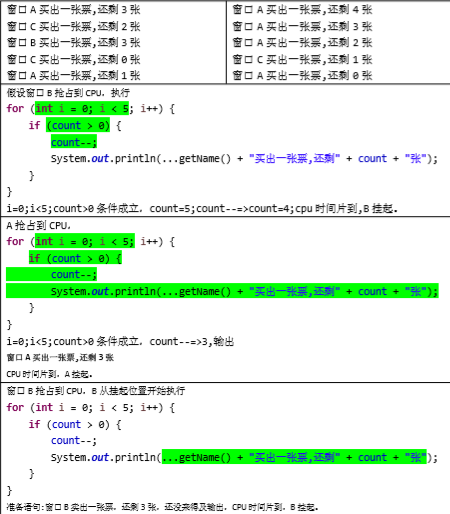 窗口 A 买出一张票,还剩 3 张
窗口 C 买出一张票,还剩 2 张
窗口 B 买出一张票,还剩 3 张
窗口 C 买出一张票,还剩 0 张
窗口 A 买出一张票,还剩 1 张
窗口 A 买出一张票,还剩 4 张
窗口 A 买出一张票,还剩 3 张
窗口 A 买出一张票,还剩 2 张
窗口 C 买出一张票,还剩 1 张
窗口 A 买出一张票,还剩 0 张
假设窗口 B 抢占到 CPU，执行
for (int i = 0; i < 5; i++) {
if (count > 0) {
count--;
System.out.println(...getName() + "买出一张票,还剩" + count + "张");
}
}
i=0;i<5;count>0 条件成立，count=5;count--=>count=4;cpu 时间片到,B 挂起。
A 抢占到 CPU，
for (int i = 0; i < 5; i++) {
if (count > 0) {
count--;
System.out.println(...getName() + "买出一张票,还剩" + count + "张");
}
}
i=0;i<5;count>0 条件成立，count--=>3,输出
窗口 A 买出一张票,还剩 3 张
CPU 时间片到，A 挂起。
窗口 B 抢占到 CPU，B 从挂起位置开始执行
for (int i = 0; i < 5; i++) {
if (count > 0) {
count--;
System.out.println(...getName() + "买出一张票,还剩" + count + "张");
}
}
准备语句:窗口 B 卖出一张票，还剩 3 张，还没来得及输出，CPU 时间片到，B 挂起。